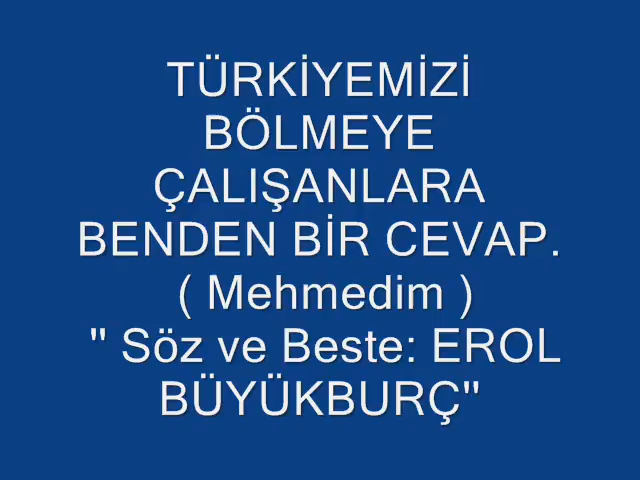 TÜRKİYEMİZİ
BÖLMEYE
ÇALIŞANLARA
BENDEN BİR CEVAP.
( Mehmedim )
" Söz ve Beste: EROL
BÜYÜKBURÇ"